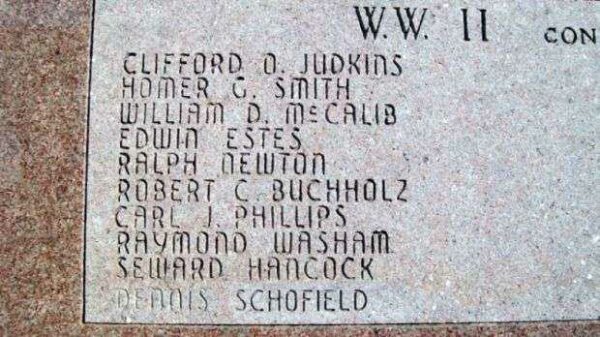 W.W. II CON
CLIFFORD O. JUDKINS
HOMER G. SMITH
WILLIAM D. McCALIB
EDWIN ESTES
RALPH NEWTON
ROBERT C. BUCHHOLZ
CARL J. PHILLIPS
RAYMOND WASHAM
SEWARD HANCOCK
DENNIS SCHOFIELD